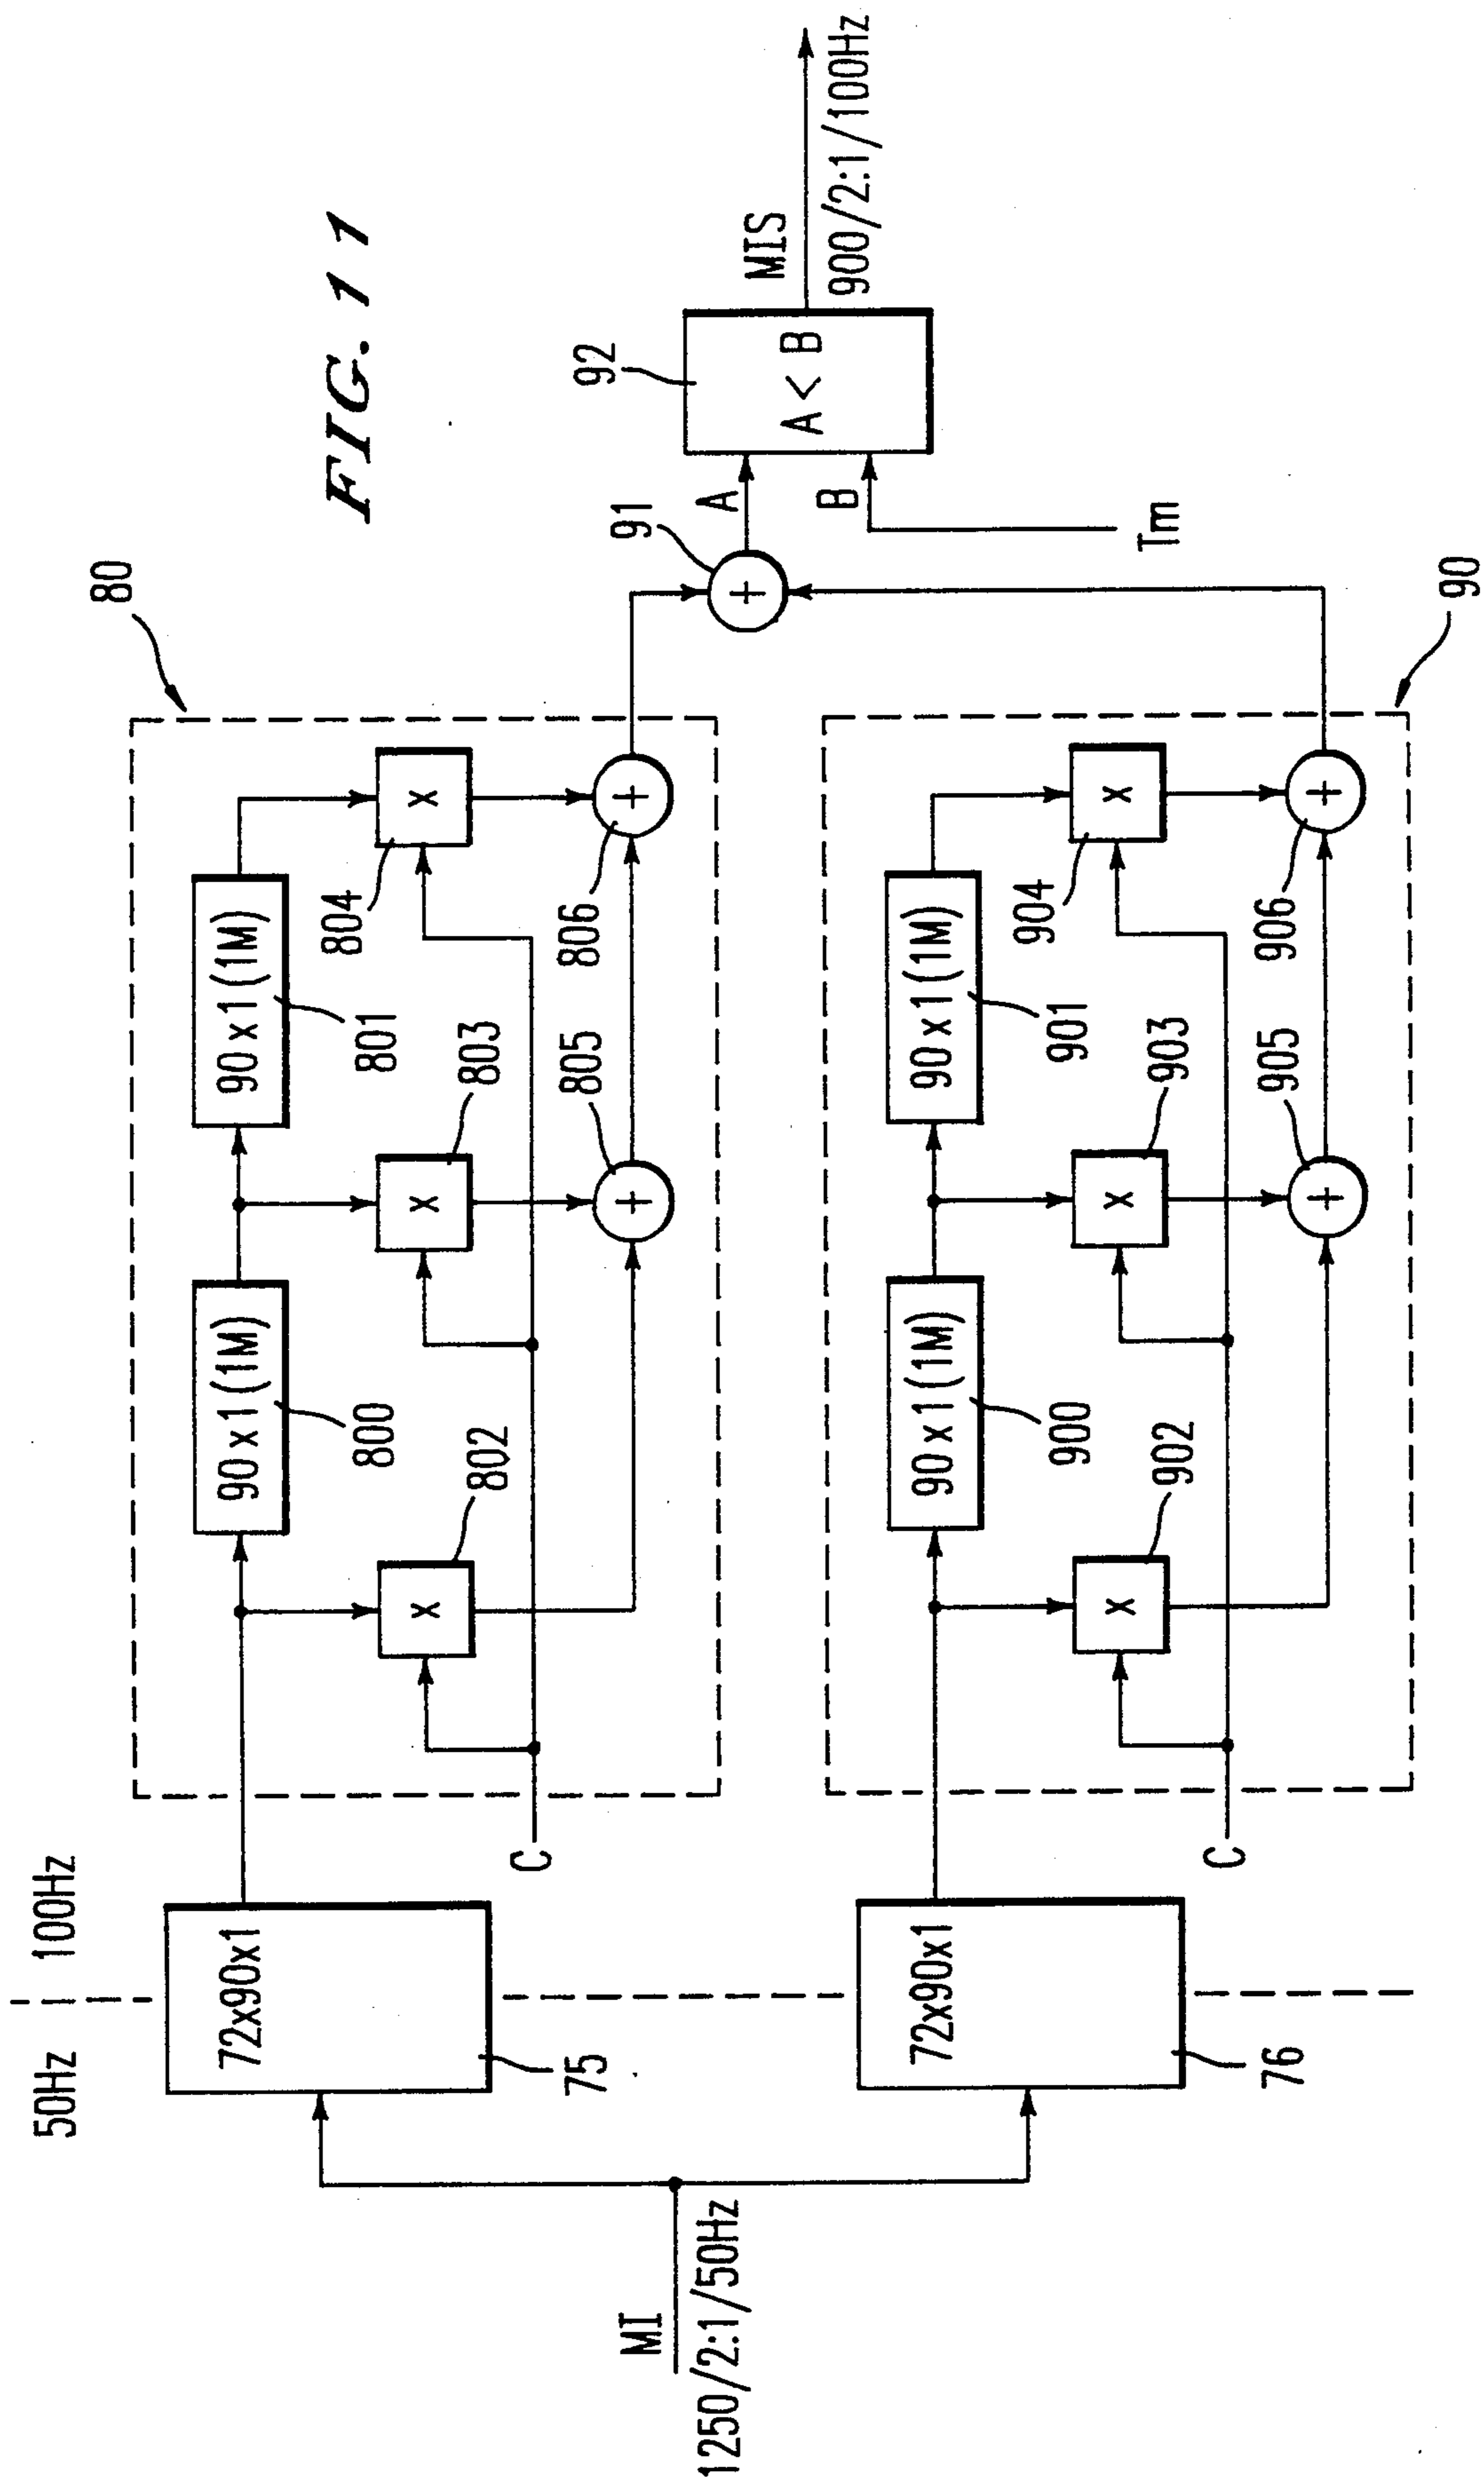 FIG. 11
50Hz
100Hz
MI
1250/2:1/50Hz
72x90x1
75
72x90x1
76
80
90x1(1M)
800
90x1(1M)
801
x
802
x
803
x
804
+
805
+
806
C
90
90x1(1M)
900
90x1(1M)
901
x
902
x
903
x
904
+
905
+
906
C
+
91
A
B
Tm
A < B
92
MIS
900/2:1/100Hz